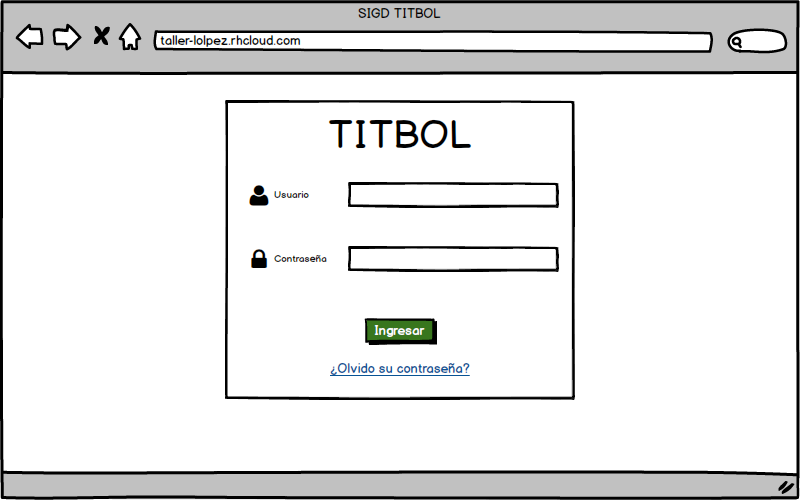 SIGD TITBOL
taller-lolpez.rhcloud.com
TITBOL
Usuario
Contraseña
Ingresar
¿Olvido su contraseña?